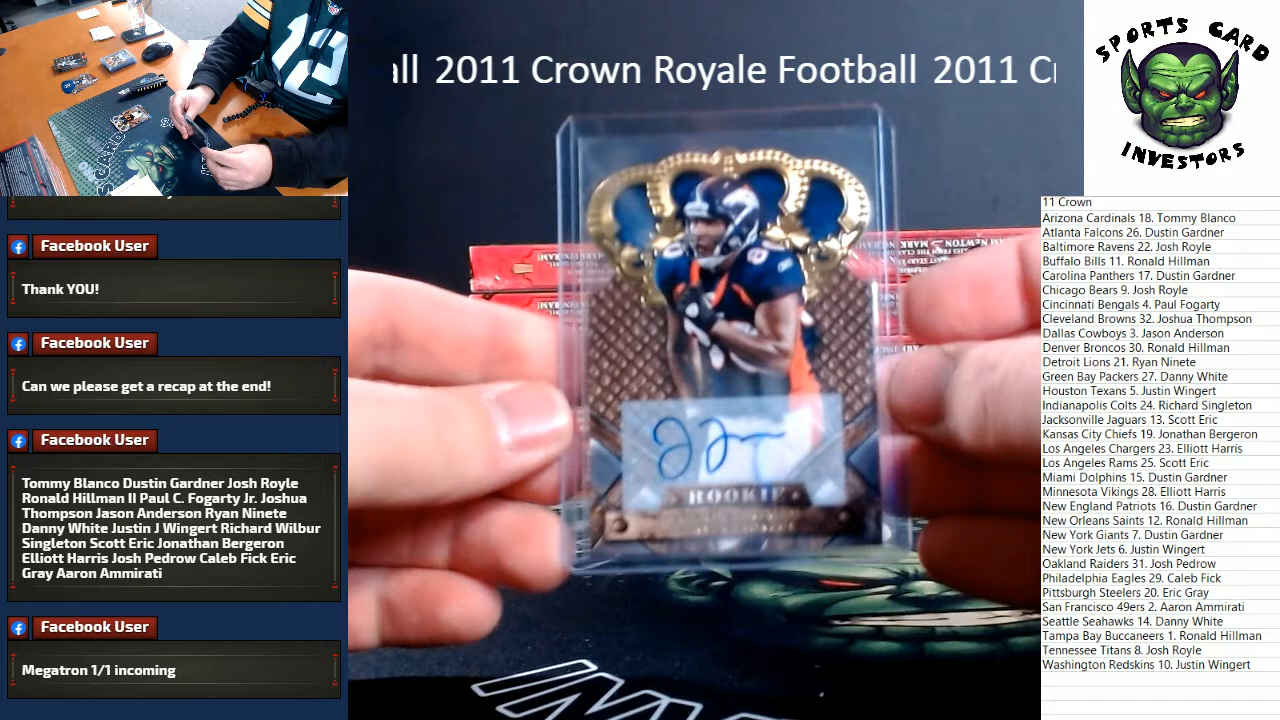 all 2011 Crown Royale Football 2011 Cr
SPORTS CARD
INVESTORS
12
Facebook User
Thank YOU!
Facebook User
Can we please get a recap at the end!
Facebook User
Tommy Blanco Dustin Gardner Josh Royle
Ronald Hillman II Paul C. Fogarty Jr. Joshua
Thompson Jason Anderson Ryan Ninete
Danny White Justin J Wingert Richard Wilbur
Singleton Scott Eric Jonathan Bergeron
Elliott Harris Josh Pedrow Caleb Fick Eric
Gray Aaron Ammirati
Facebook User
Megatron 1/1 incoming
ROOKIE
11 Crown
Arizona Cardinals 18. Tommy Blanco
Atlanta Falcons 26. Dustin Gardner
Baltimore Ravens 22. Josh Royle
Buffalo Bills 11. Ronald Hillman
Carolina Panthers 17. Dustin Gardner
Chicago Bears 9. Josh Royle
Cincinnati Bengals 4. Paul Fogarty
Cleveland Browns 32. Joshua Thompson
Dallas Cowboys 3. Jason Anderson
Denver Broncos 30. Ronald Hillman
Detroit Lions 21. Ryan Ninete
Green Bay Packers 27. Danny White
Houston Texans 5. Justin Wingert
Indianapolis Colts 24. Richard Singleton
Jacksonville Jaguars 13. Scott Eric
Kansas City Chiefs 19. Jonathan Bergeron
Los Angeles Chargers 23. Elliott Harris
Los Angeles Rams 25. Scott Eric
Miami Dolphins 15. Dustin Gardner
Minnesota Vikings 28. Elliott Harris
New England Patriots 16. Dustin Gardner
New Orleans Saints 12. Ronald Hillman
New York Giants 7. Dustin Gardner
New York Jets 6. Justin Wingert
Oakland Raiders 31. Josh Pedrow
Philadelphia Eagles 29. Caleb Fick
Pittsburgh Steelers 20. Eric Gray
San Francisco 49ers 2. Aaron Ammirati
Seattle Seahawks 14. Danny White
Tampa Bay Buccaneers 1. Ronald Hillman
Tennessee Titans 8. Josh Royle
Washington Redskins 10. Justin Wingert